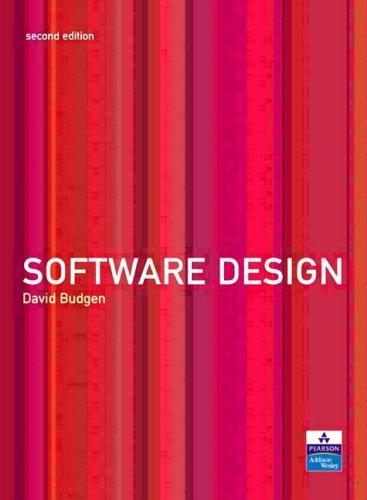 second edition
SOFTWARE DESIGN
David Budgen
PEARSON
Addison
Wesley